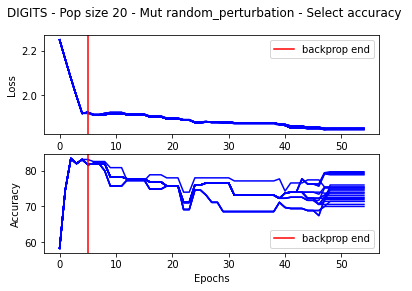 DIGITS - Pop size 20 - Mut random_perturbation - Select accuracy
2.2
2.0
Loss
backprop end
0 10 20 30 40 50
80
70
60
Accuracy
backprop end
0 10 20 30 40 50
Epochs